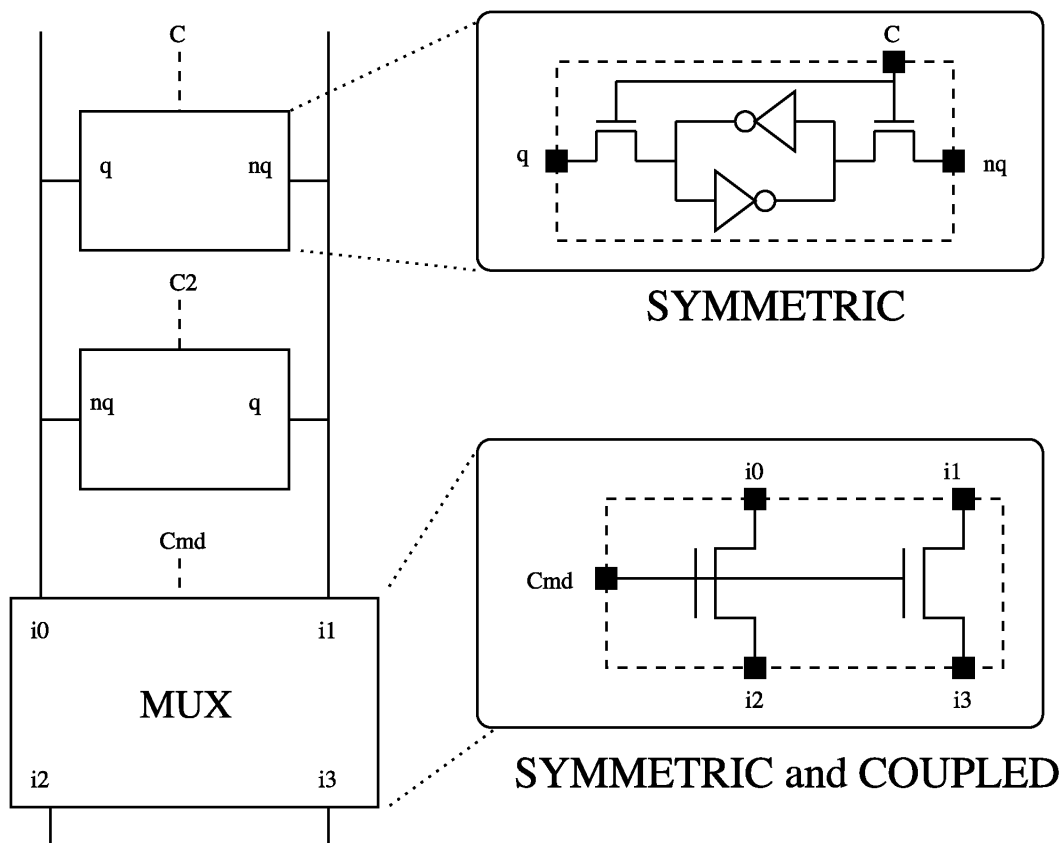 C
q nq
C2
nq q
Cmd
i0 i1
MUX
i2 i3
C
q nq
SYMMETRIC
i0 i1
Cmd
i2 i3
SYMMETRIC and COUPLED